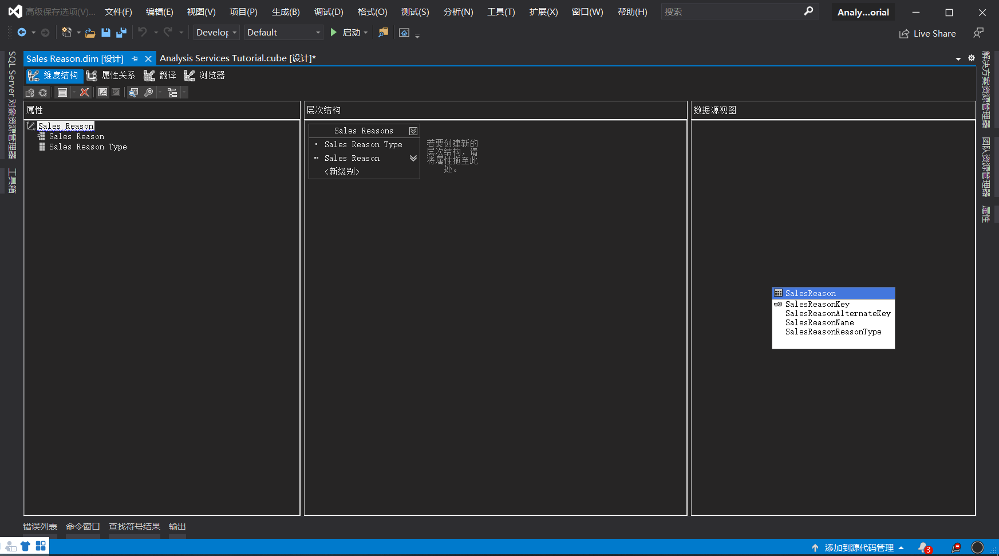 高级保存选项(V)... 文件(F) 编辑(E) 视图(V) 项目(P) 生成(B) 调试(D) 格式(O) 测试(S) 分析(N) 工具(T) 扩展(X) 窗口(W) 帮助(H) 搜索 Analy...orial
Develop Default 启动 Live Share
Sales Reason.dim [设计] Analysis Services Tutorial.cube [设计]*
维度结构 属性关系 翻译 浏览器
SQL Server 对象资源管理器
工具箱
属性
Sales Reason
Sales Reason
Sales Reason Type
层次结构
Sales Reasons
Sales Reason Type
Sales Reason
<新级别>
若要创建新的
层次结构，请
将属性拖至此
处。
数据源视图
SalesReason
SalesReasonKey
SalesReasonAlternateKey
SalesReasonName
SalesReasonReasonType
解决方案资源管理器
团队资源管理器
属性
错误列表 命令窗口 查找符号结果 输出
添加到源代码管理 3